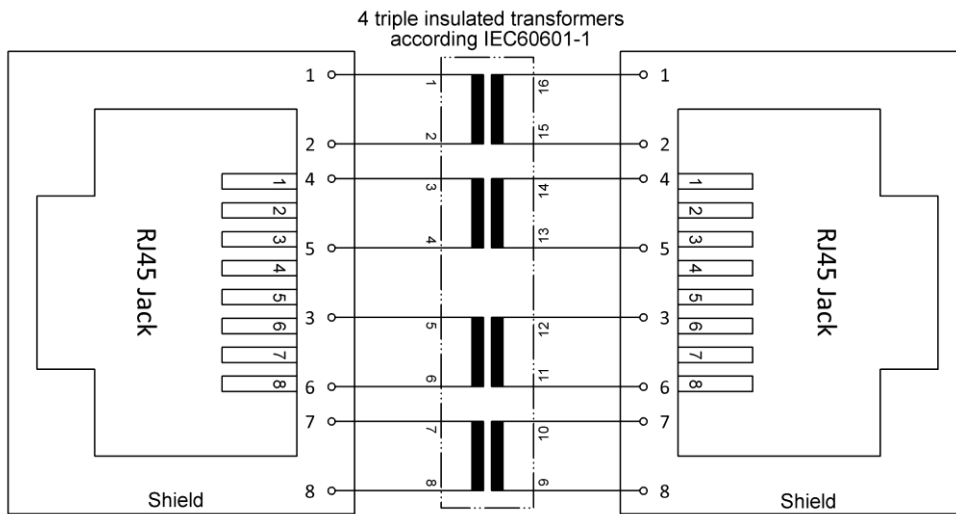 4 triple insulated transformers
according IEC60601-1
1 1 16 1
2 2 15 2
4 3 14 4
5 4 13 5
3 5 12 3
6 6 11 6
7 7 10 7
8 8 9 8
RJ45 Jack
1
2
3
4
5
6
7
8
Shield
RJ45 Jack
1
2
3
4
5
6
7
8
Shield